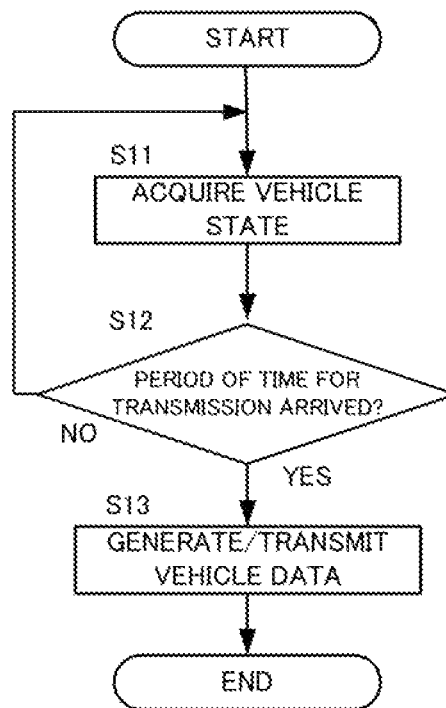 START
S11
ACQUIRE VEHICLE
STATE
S12
PERIOD OF TIME FOR
TRANSMISSION ARRIVED?
NO
YES
S13
GENERATE/TRANSMIT
VEHICLE DATA
END